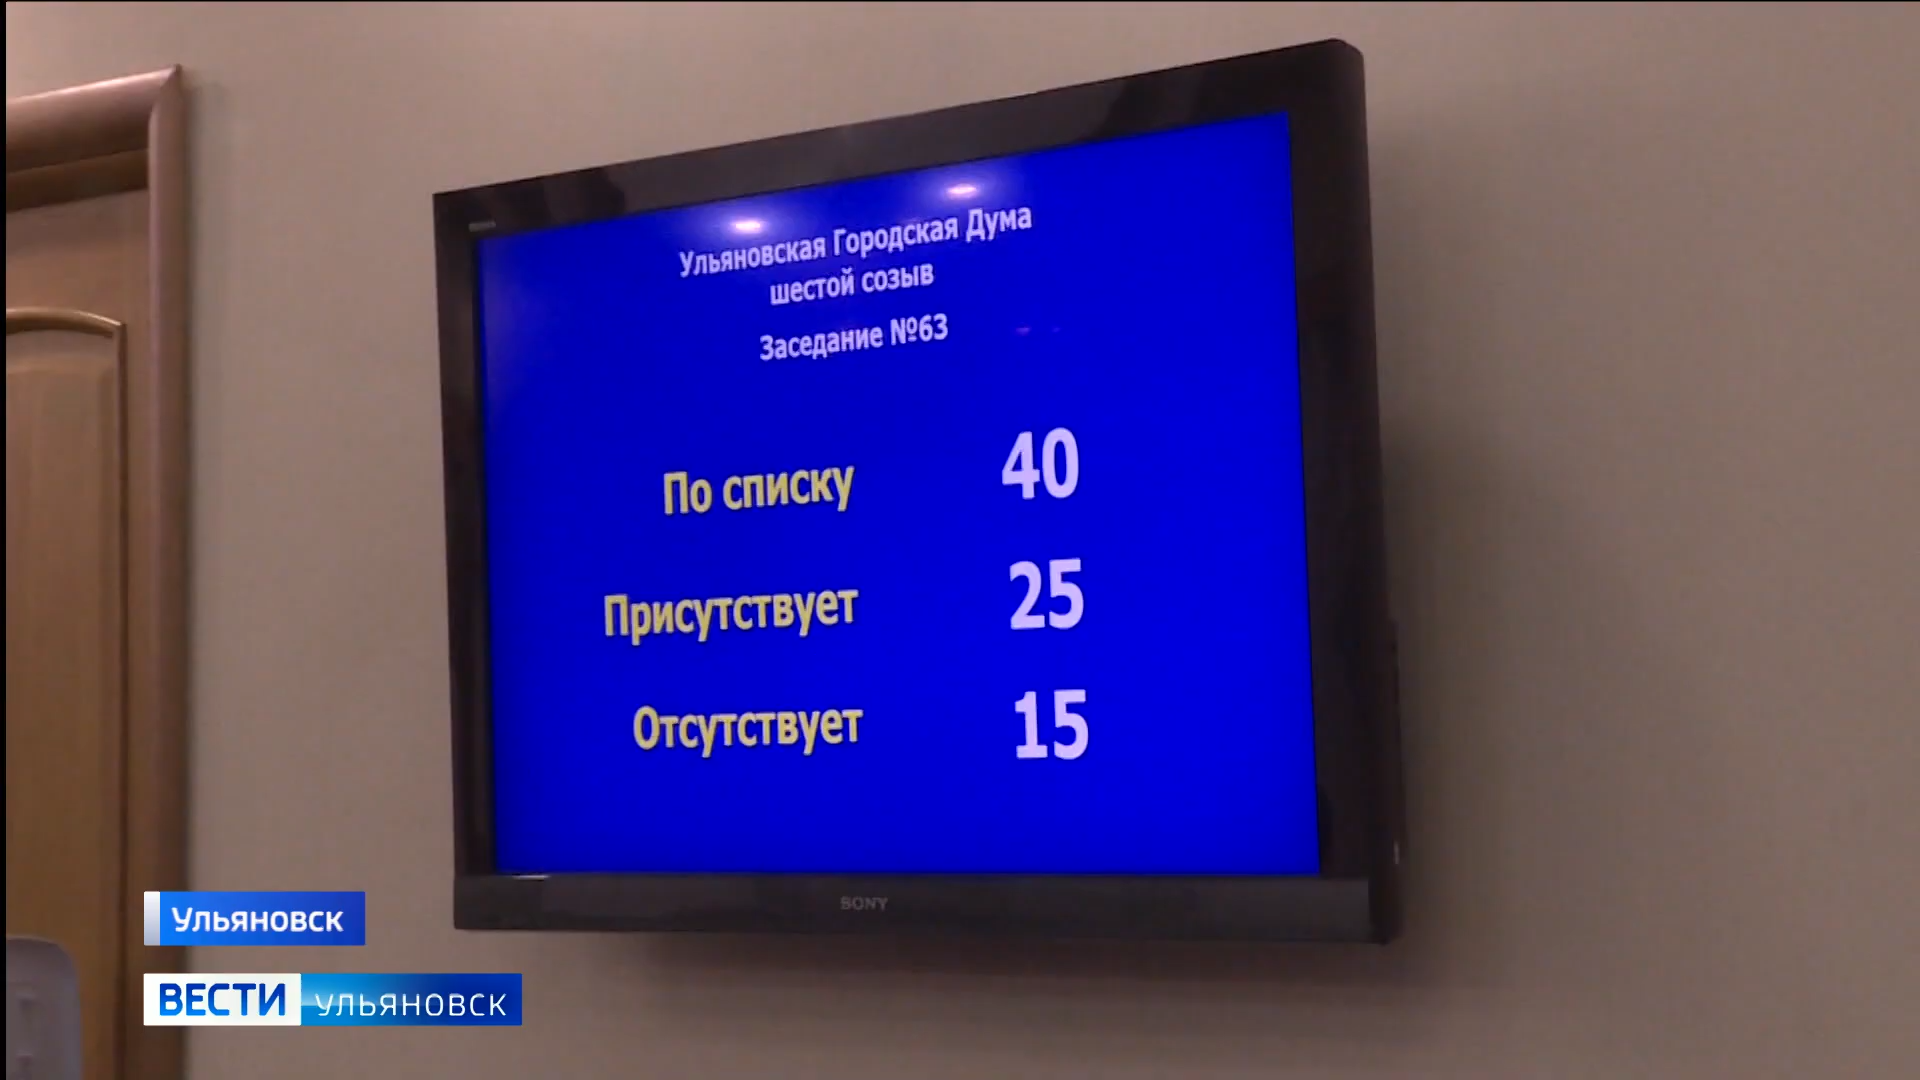 Ульяновская Городская Дума
шестой созыв
Заседание №63
По списку 40
Присутствует 25
Отсутствует 15
SONY
Ульяновск
ВЕСТИ УЛЬЯНОВСК